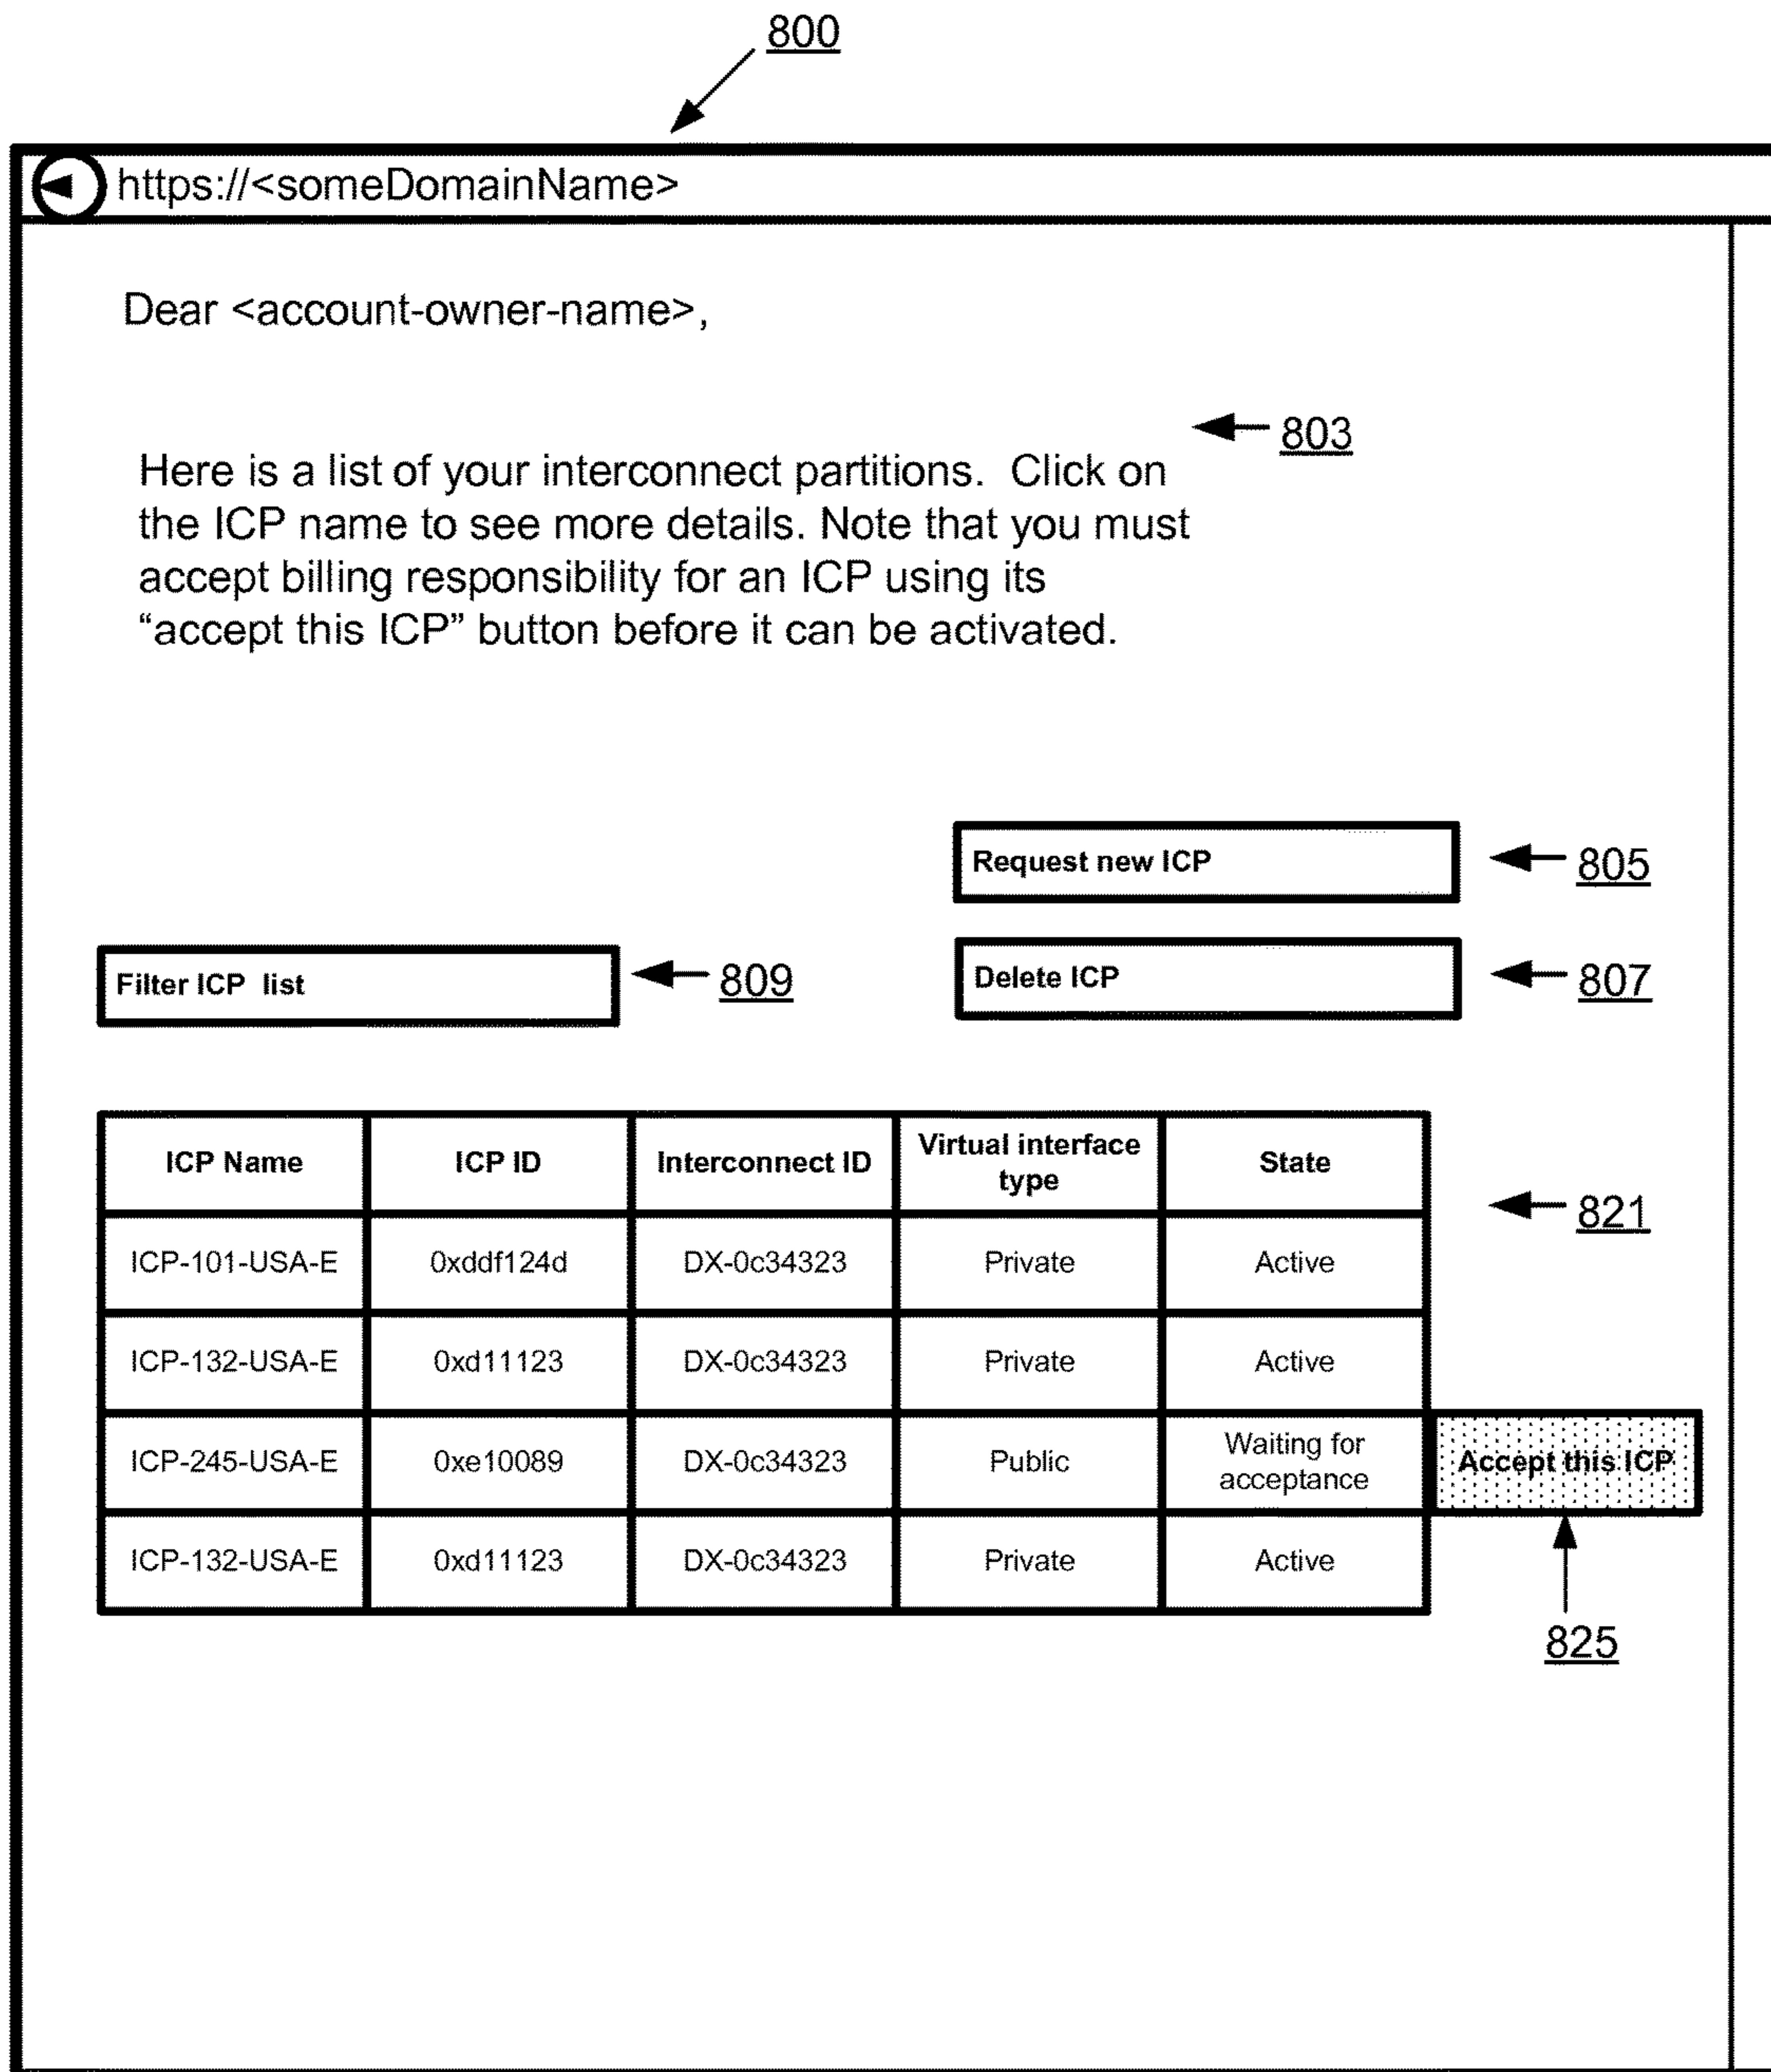 800
https://<someDomainName>
Dear <account-owner-name>,
803
Here is a list of your interconnect partitions. Click on
the ICP name to see more details. Note that you must
accept billing responsibility for an ICP using its
“accept this ICP” button before it can be activated.
Request new ICP
805
Filter ICP list
809
Delete ICP
807
ICP Name ICP ID Interconnect ID Virtual interface type State
821
ICP-101-USA-E 0xddf124d DX-0c34323 Private Active
ICP-132-USA-E 0xd11123 DX-0c34323 Private Active
ICP-245-USA-E 0xe10089 DX-0c34323 Public Waiting for acceptance Accept this ICP
ICP-132-USA-E 0xd11123 DX-0c34323 Private Active
825